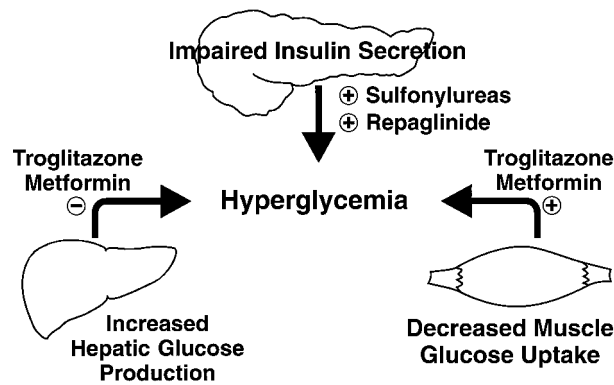 Impaired Insulin Secretion
⊕ Sulfonylureas
⊕ Repaglinide
Troglitazone
Metformin
⊖
Hyperglycemia
Troglitazone
Metformin
⊕
Increased
Hepatic Glucose
Production
Decreased Muscle
Glucose Uptake